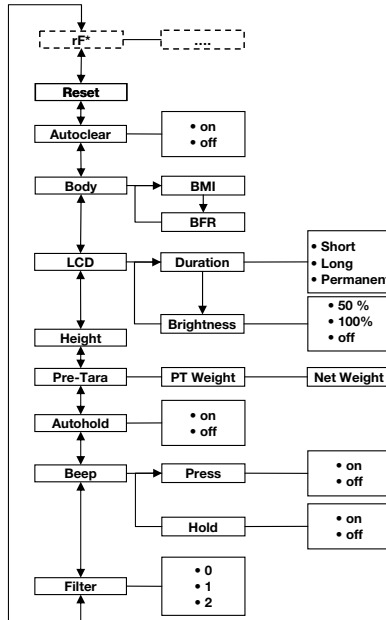 rF*
....
Reset
Autoclear
• on
• off
Body
BMI
BFR
LCD
Duration
• Short
• Long
• Permanent
Brightness
• 50 %
• 100%
• off
Height
Pre-Tara
PT Weight
Net Weight
Autohold
• on
• off
Beep
Press
• on
• off
Hold
• on
• off
Filter
• 0
• 1
• 2